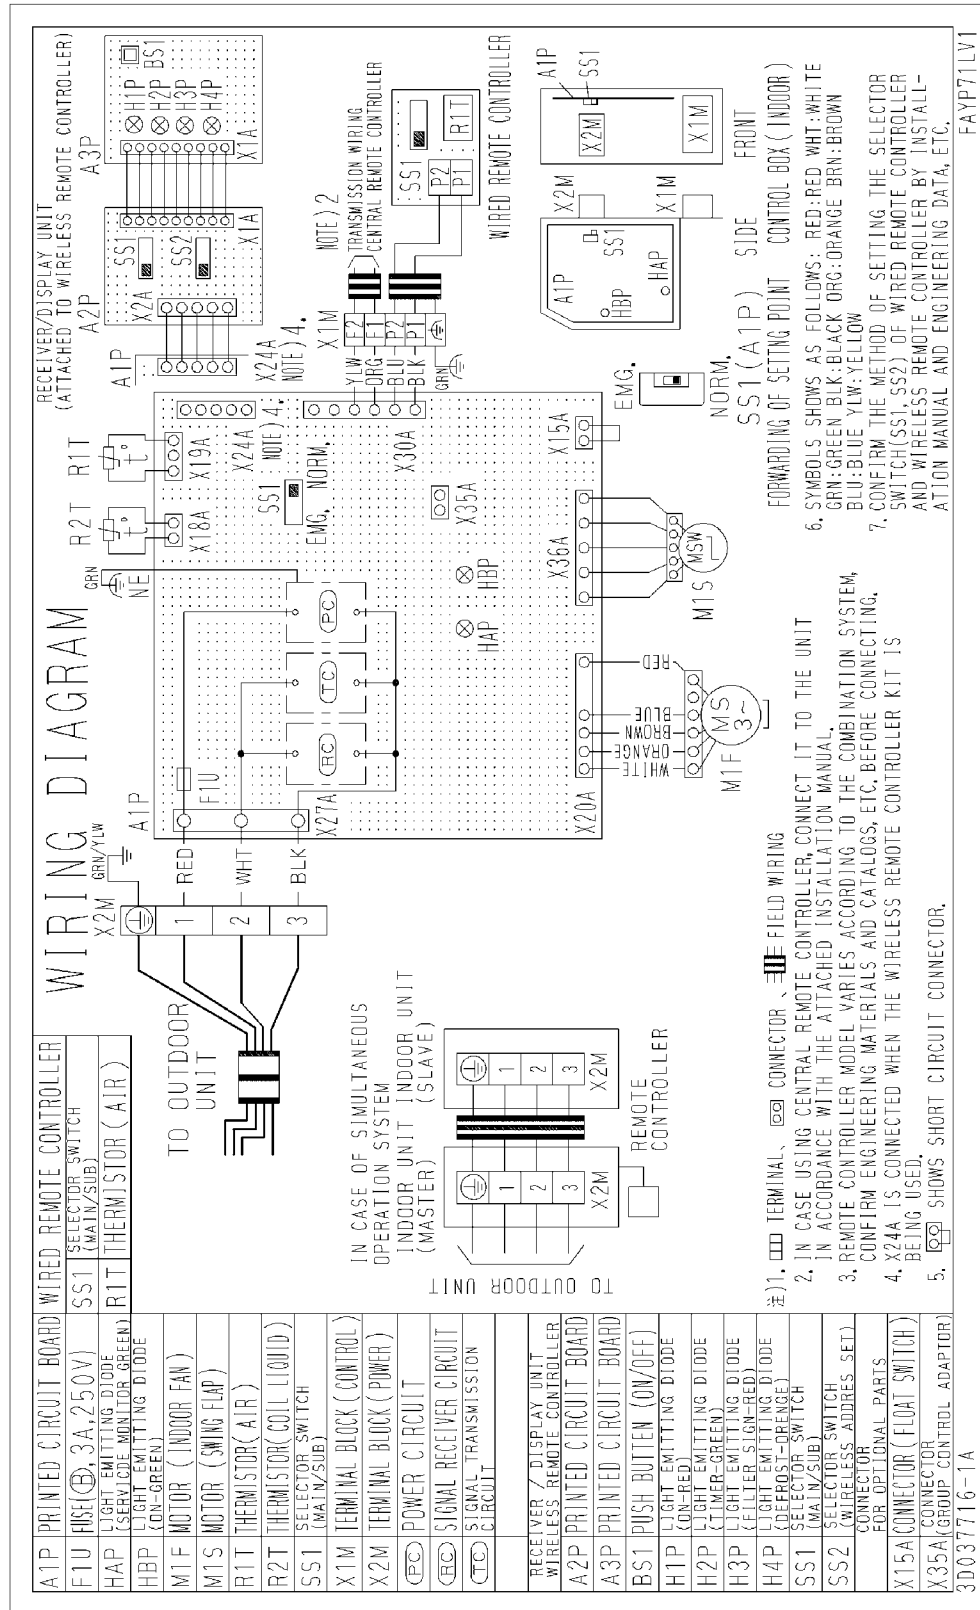 WIRING DIAGRAM
A1P PRINTED CIRCUIT BOARD
F1U FUSE(Ⓑ,3A,250V)
HAP LIGHT EMITTING DIODE
(SERVICDE MONITOR GREEN)
HBP LIGHT EMITTING DIODE
(ON-GREEN)
M1F MOTOR (INDOOR FAN)
M1S MOTOR (SWING FLAP)
R1T THERMISTOR(AIR)
R2T THERMISTOR(COIL LIQUID)
SS1 SELECTOR SWITCH
(MAIN/SUB)
X1M TERMINAL BLOCK(CONTROL)
X2M TEMINAL BLOCK(POWER)
PC POWER CIRCUIT
RC SIGNAL RECEIVER CIRCUIT
TC SIGNAL TRANSMISSION
CIRCUIT
RECEIVER / DISPLAY UNIT
WIRELESS REMOTE CONTROLLER
A2P PRINTED CIRCUIT BOARD
A3P PRINTED CIRCUIT BOARD
BS1 PUSH BUTTEN (ON/OFF)
H1P LIGHT EMITTING DIODE
(ON-RED)
H2P LIGHT EMITTING DIODE
(TIMER-GREEN)
H3P LIGHT EMITTING DIODE
(FILTER SIGN-RED)
H4P LIGHT EMITTING DIODE
(DEFROST-ORENGE)
SS1 SELECTOR SWITCH
(MAIN/SUB)
SS2 SELECTOR SWITCH
(WIRELESS ADDRES SET)
CONNECTOR
FOR OPTIONAL PARTS
X15A CONNECTOR(FLOAT SWITCH)
X35A CONNECTOR
(GROUP CONTROL ADAPTOR)
3D037716-1A
WIRED REMOTE CONTROLLER
SS1 SELECTOR SWITCH
(MAIN/SUB)
R1T THERMISTOR(AIR)
TO OUTDOOR
UNIT
X2M
GRN/YLW
1
2
3
RED
WHT
BLK
A1P
F1U
X27A
RC
TC
PC
GRN
NE
R2T
R1T
X18A
X19A
X24A
NOTE)4.
SS1
EMG.
NORM.
X30A
X35A
HAP
HBP
X20A
X36A
X15A
WHITE
ORANGE
BROWN
BLUE
RED
MS
3~
M1F
MSW
M1S
RECEIVER/DISPLAY UNIT
(ATTACHED TO WIRELESS REMOTE CONTROLLER)
A1P
A2P
A3P
X24A
NOTE)4.
X2A
SS1
SS2
X1A
X1A
H1P
H2P
H3P
H4P
BS1
X1M
NOTE)2
YLW
ORG
BLU
BLK
GRN
F2
F1
P2
P1
TRANSMISSION WIRING
CENTRAL REMOTE CONTROLLER
SS1
P2
P1
R1T
WIRED REMOTE CONTROLLER
IN CASE OF SIMULTANEOUS
OPERATION SYSTEM
INDOOR UNIT
(MASTER)
INDOOR UNIT
(SLAVE)
1
2
3
X2M
1
2
3
X2M
TO OUTDOOR UNIT
REMOTE
CONTROLLER
EMG.
NORM.
SS1(A1P)
FORWARDING OF SETTNG POINT
A1P
HBP
HAP
SS1
X2M
X1M
SIDE
X2M
X1M
A1P
SS1
FRONT
CONTROL BOX(INDOOR)
注)1. TERMINAL、 CONNECTOR、 FIELD WIRING
2. IN CASE USING CENTRAL REMOTE CONTROLLER, CONNECT IT TO THE UNIT
IN ACCORDANCE WITH THE ATTACHED INSTALLATION MANUAL.
3. REMOTE CONTROLLER MODEL VARIES ACCORDING TO THE COMBINATION SYSTEM,
CONFIRM ENGINEERING MATERIALS AND CATALOGS, ETC. BEFORE CONNECTING.
4. X24A IS CONNECTED WHEN THE WIRELESS REMOTE CONTROLLER KIT IS
BEING USED.
5. SHOWS SHORT CIRCUIT CONNECTOR.
6. SYMBOLS SHOWS AS FOLLOWS: RED:RED WHT:WHITE
GRN:GREEN BLK:BLACK ORG:ORANGE BRN:BROWN
BLU:BLUE YLW:YELLOW
7. CONFIRM THE METHOD OF SETTING THE SELECTOR
SWITCH(SS1, SS2) OF WIRED REMOTE CONTROLLER
AND WIRELESS REMOTE CONTROLLER BY INSTALL-
ATION MANUAL AND ENGINEERING DATA, ETC.
FAYP71LV1